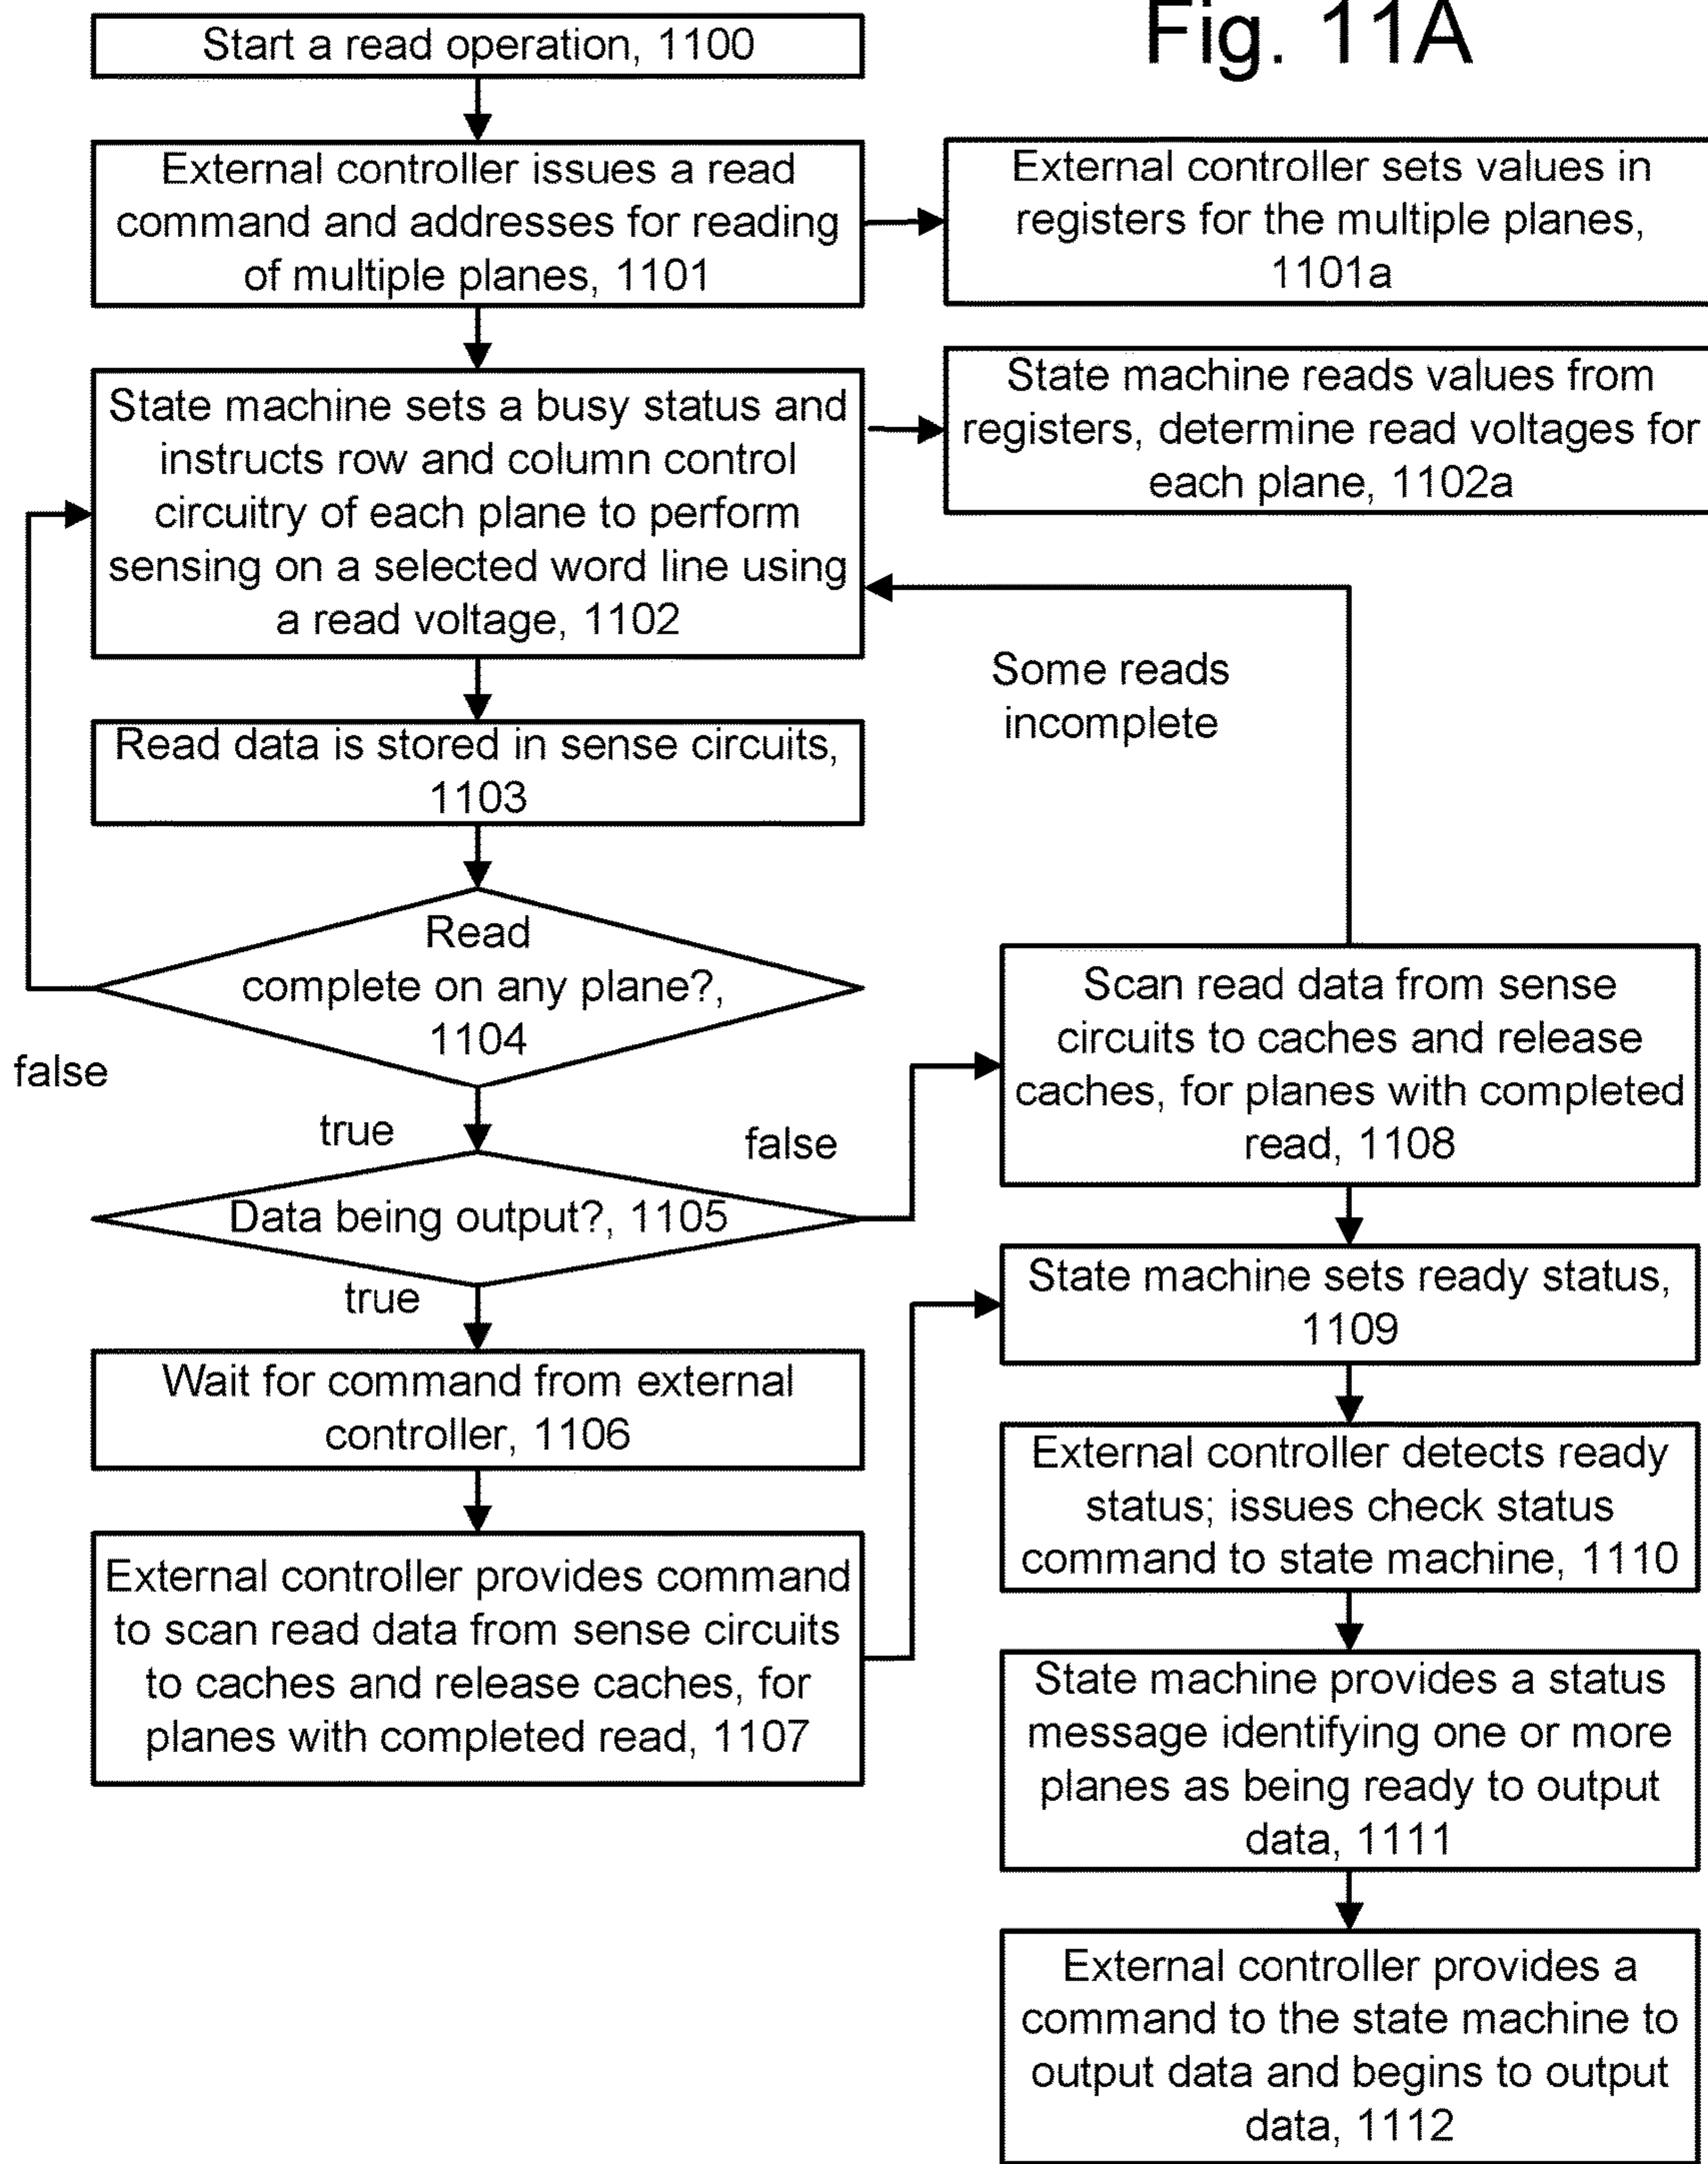 Fig. 11A
Start a read operation, 1100
External controller issues a read
command and addresses for reading
of multiple planes, 1101
External controller sets values in
registers for the multiple planes,
1101a
State machine sets a busy status and
instructs row and column control
circuitry of each plane to perform
sensing on a selected word line using
a read voltage, 1102
State machine reads values from
registers, determine read voltages for
each plane, 1102a
Some reads
incomplete
Read data is stored in sense circuits,
1103
Read
complete on any plane?,
1104
false
true
false
Data being output?, 1105
true
Wait for command from external
controller, 1106
External controller provides command
to scan read data from sense circuits
to caches and release caches, for
planes with completed read, 1107
Scan read data from sense
circuits to caches and release
caches, for planes with completed
read, 1108
State machine sets ready status,
1109
External controller detects ready
status; issues check status
command to state machine, 1110
State machine provides a status
message identifying one or more
planes as being ready to output
data, 1111
External controller provides a
command to the state machine to
output data and begins to output
data, 1112